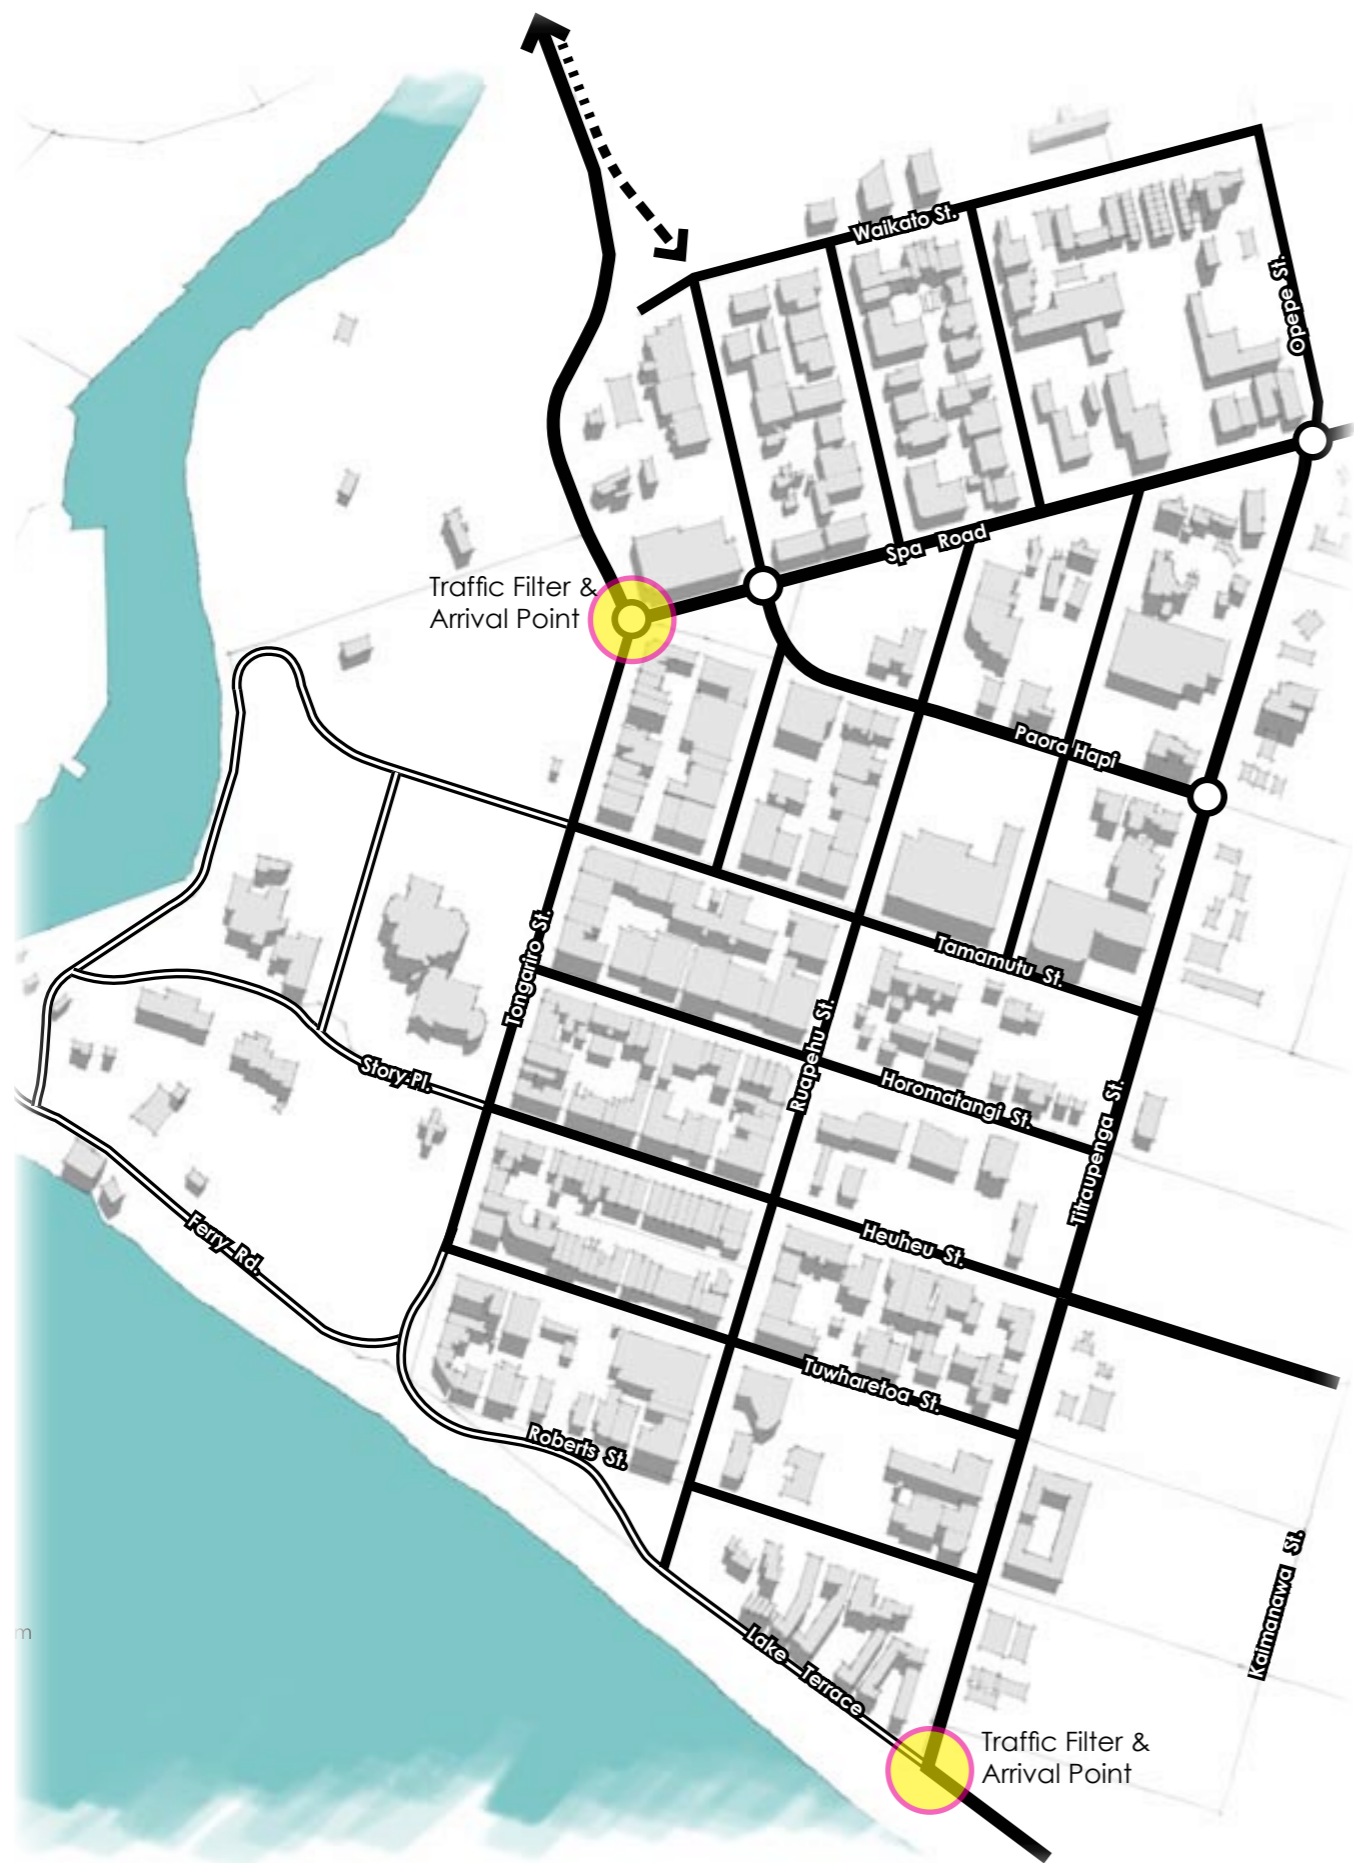 Waikato St.
Opepe St.
Spa Road
Traffic Filter &
Arrival Point
Paora Hapi
Tongariro St.
Tamamutu St.
Ruapehu St.
Story Pl.
Horomatangi St.
Titiraupenga St.
Ferry Rd.
Heuheu St.
Tuwharetoa St.
Roberts St.
Kaimanawa St.
m
Lake Terrace
Traffic Filter &
Arrival Point